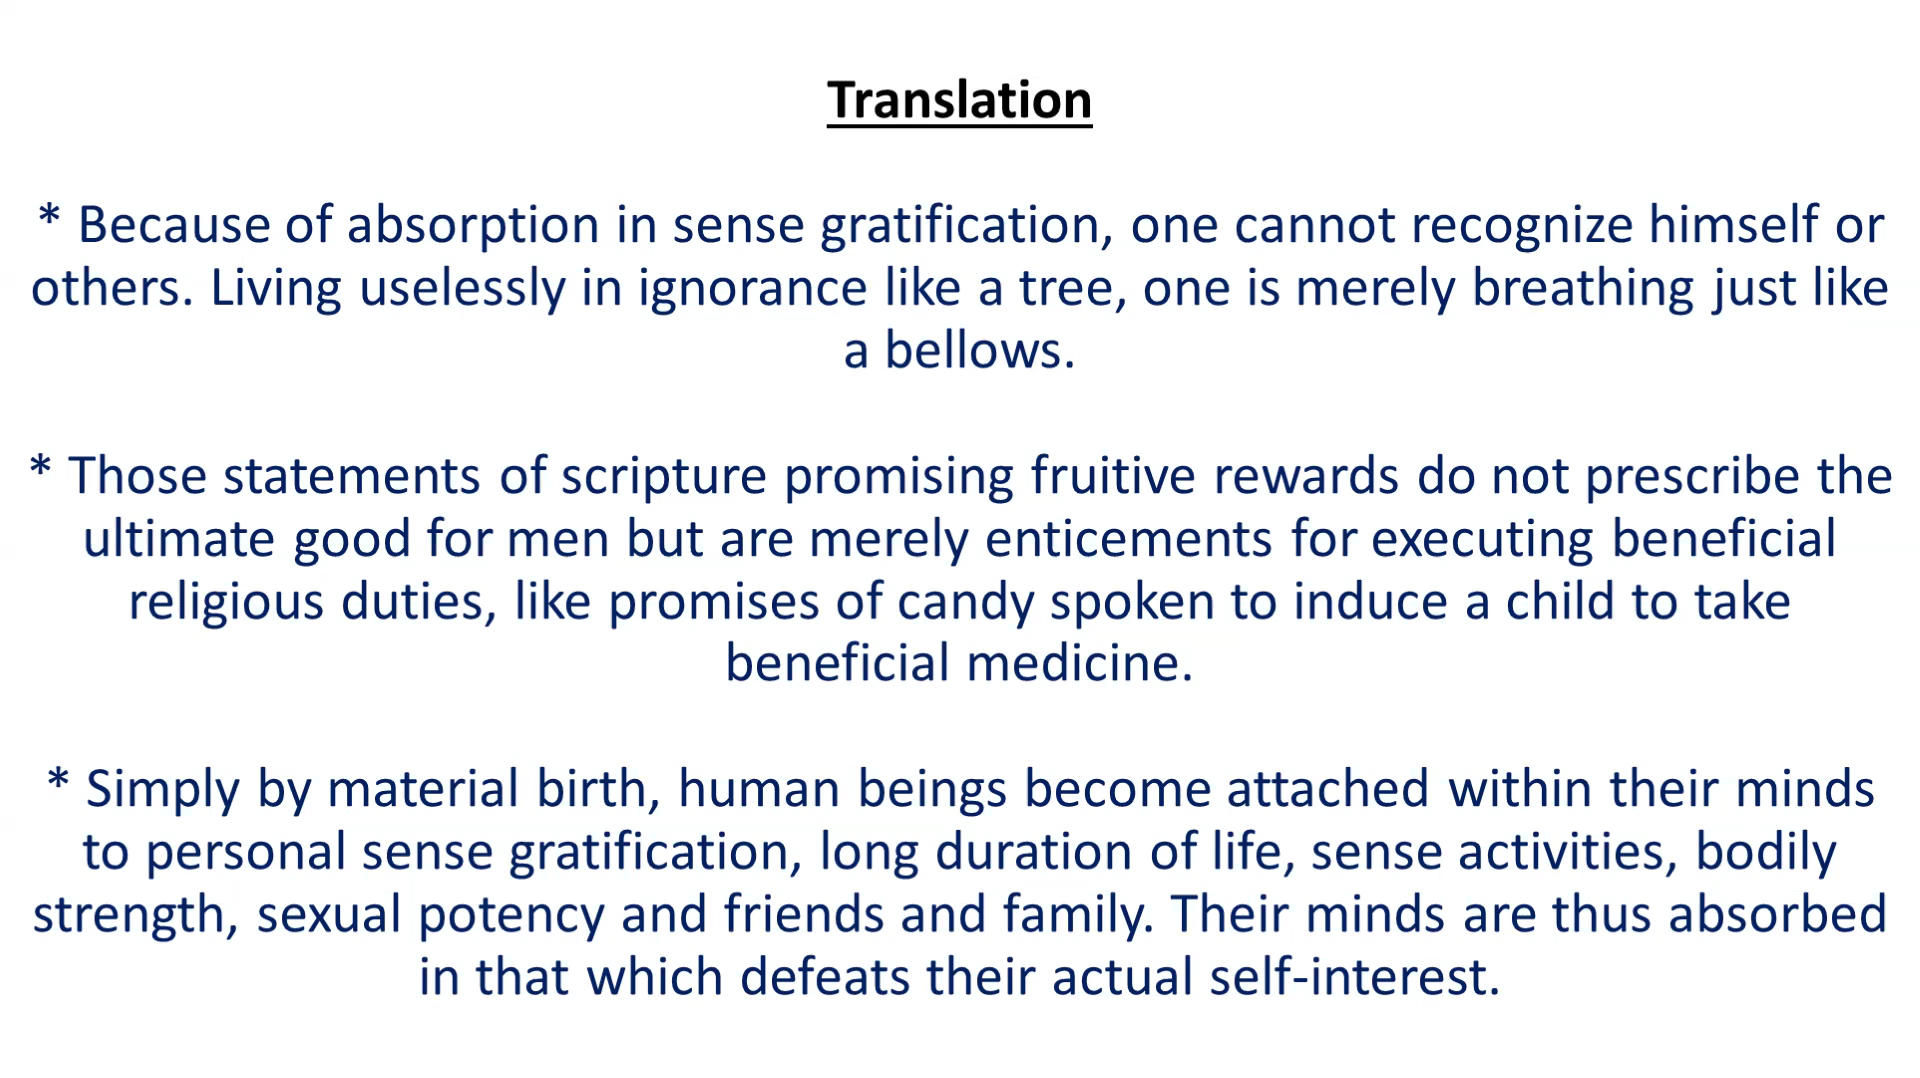 Translation
* Because of absorption in sense gratification, one cannot recognize himself or
others. Living uselessly in ignorance like a tree, one is merely breathing just like
a bellows.
* Those statements of scripture promising fruitive rewards do not prescribe the
ultimate good for men but are merely enticements for executing beneficial
religious duties, like promises of candy spoken to induce a child to take
beneficial medicine.
* Simply by material birth, human beings become attached within their minds
to personal sense gratification, long duration of life, sense activities, bodily
strength, sexual potency and friends and family. Their minds are thus absorbed
in that which defeats their actual self-interest.